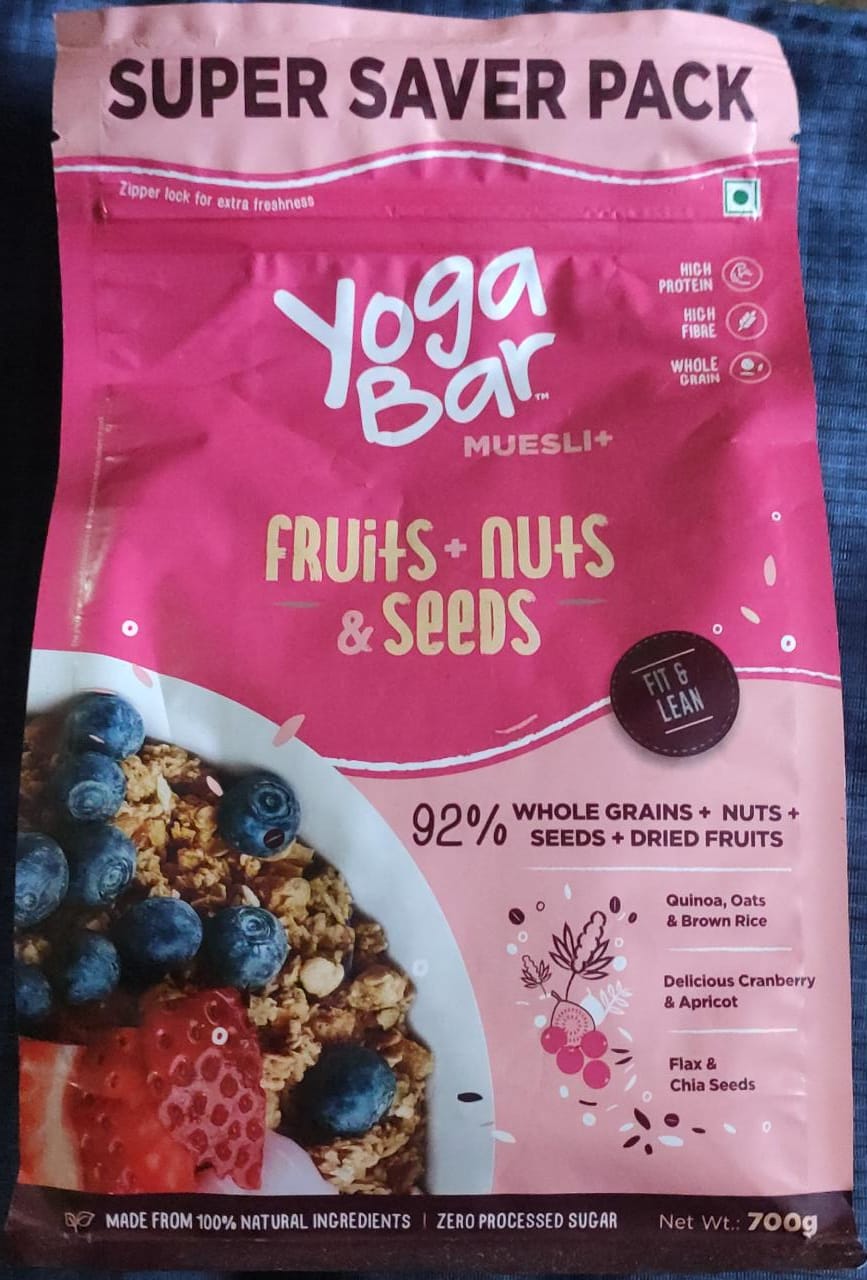 SUPER SAVER PACK
Zipper lock for extra freshness
HIGH
PROTEIN
HIGH
FIBRE
WHOLE
GRAIN
Yoga
Bar™
MUESLI+
FRUitS + NUtS
& SEEDS
FIT &
LEAN
92% WHOLE GRAINS + NUTS +
SEEDS + DRIED FRUITS
Quinoa, Oats
& Brown Rice
Delicious Cranberry
& Apricot
Flax &
Chia Seeds
MADE FROM 100% NATURAL INGREDIENTS | ZERO PROCESSED SUGAR
Net Wt.: 700g